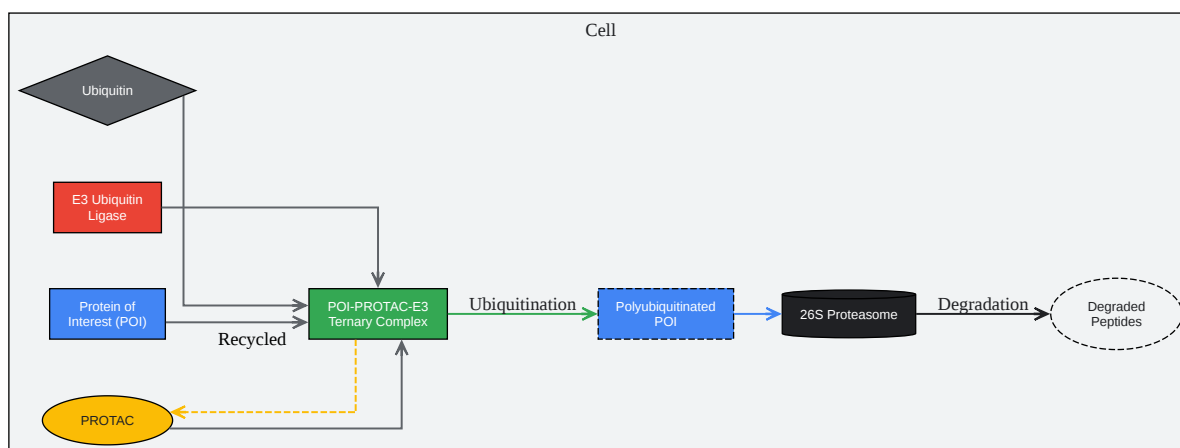 Cell
Ubiquitin
E3 Ubiquitin
Ligase
Protein of
Interest (POI)
Recycled
POI-PROTAC-E3
Ternary Complex
Ubiquitination
Polyubiquitinated
POI
26S Proteasome
Degradation
Degraded
Peptides
PROTAC